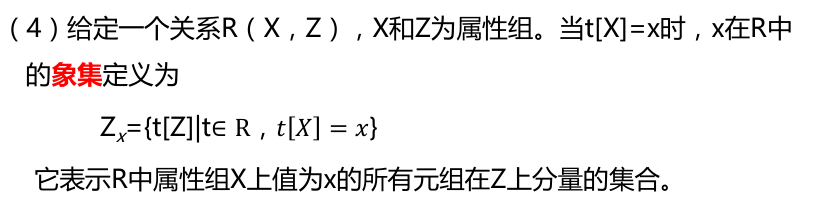 （4）给定一个关系R（X，Z），X和Z为属性组。当t[X]=x时，x在R中
的象集定义为
Zx={t[Z]|t∈ R，t[X] = x}
它表示R中属性组X上值为x的所有元组在Z上分量的集合。